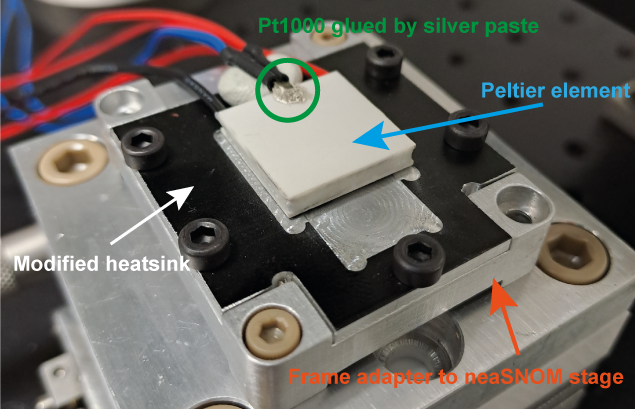 Pt1000 glued by silver paste
Peltier element
Modified heatsink
Frame adapter to neaSNOM stage